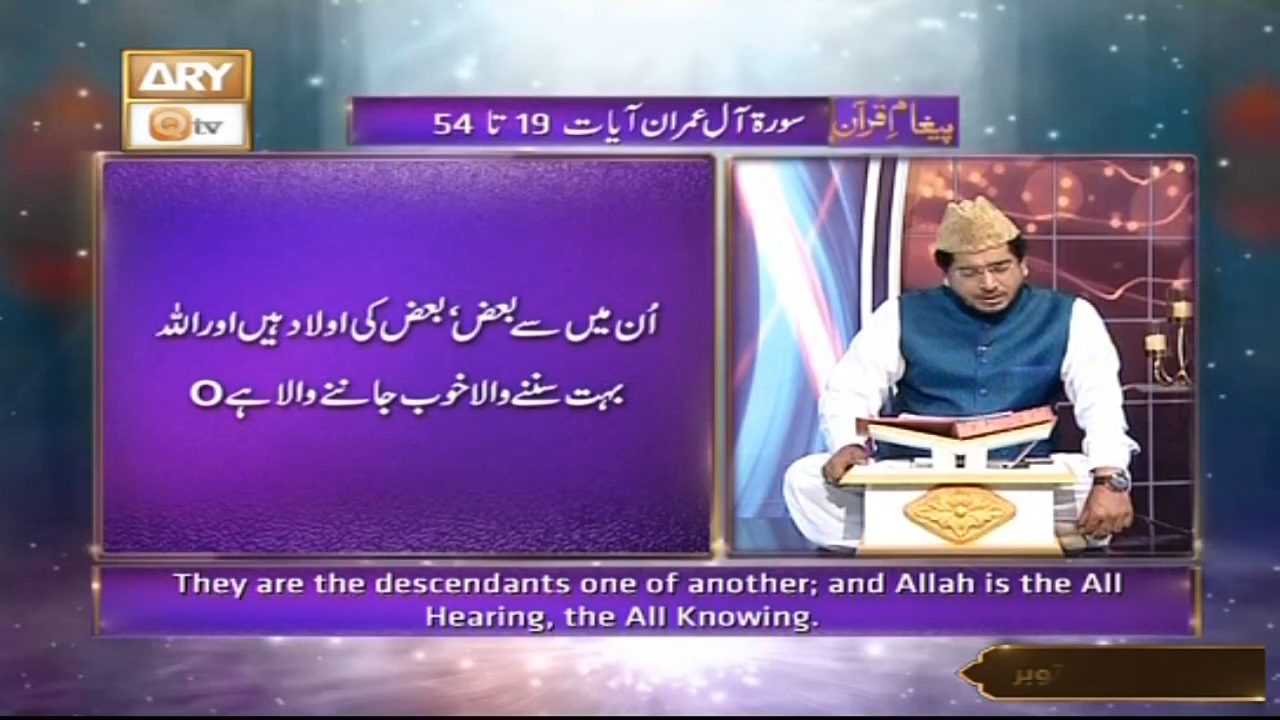 ARY
Qtv
سورۃ آل عمران آیات 19 تا 54
پیغامِ قرآن
اُن میں سے بعض، بعض کی اولاد ہیں اور اللہ
بہت سننے والا خوب جاننے والا ہے O
They are the descendants one of another; and Allah is the All
Hearing, the All Knowing.